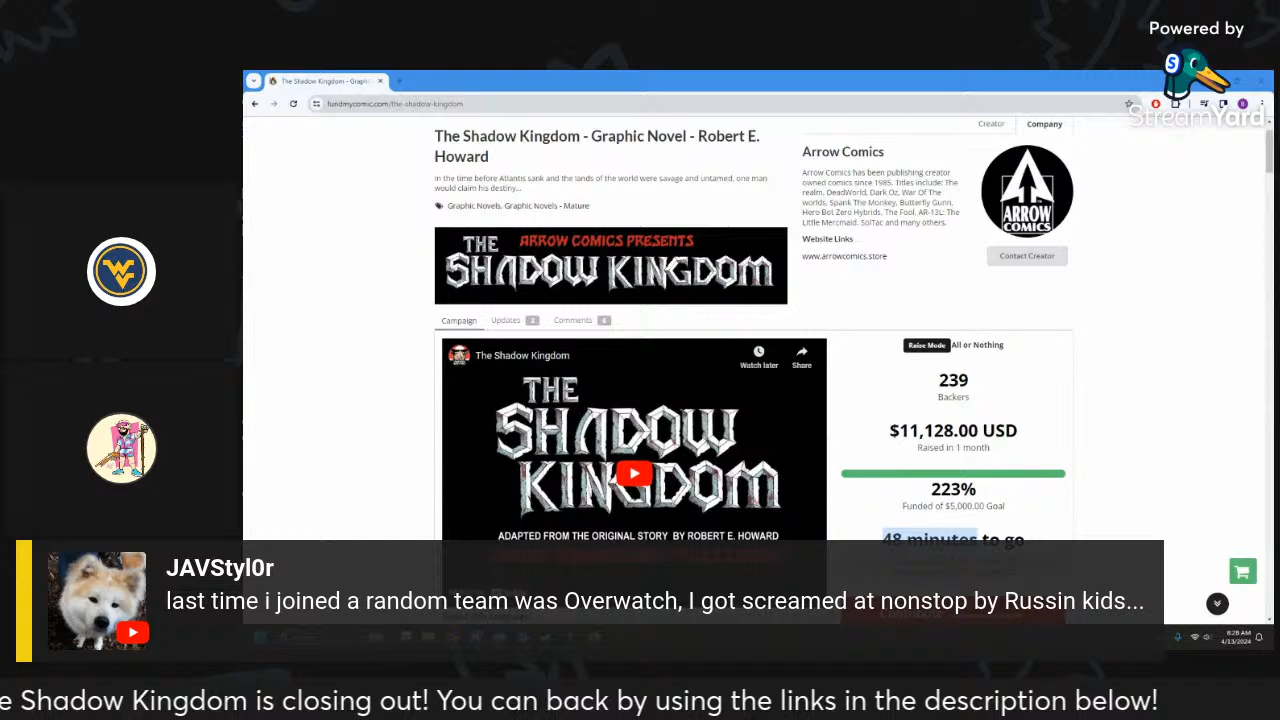 Powered by
StreamYard
The Shadow Kingdom - Graphi
fundmycomic.com/the-shadow-kingdom
The Shadow Kingdom - Graphic Novel - Robert E.
Howard
In the time before Atlantis sank and the lands of the world were savage and untamed, one man
would claim his destiny...
Graphic Novels, Graphic Novels - Mature
ARROW COMICS PRESENTS
THE
SHADOW KINGDOM
Campaign Updates 2 Comments 6
The Shadow Kingdom
Watch later Share
THE
SHADOW
KINGDOM
ADAPTED FROM THE ORIGINAL STORY BY ROBERT E. HOWARD
Creator Company
Arrow Comics
Arrow Comics has been publishing creator
owned comics since 1985. Titles include: The
realm, DeadWorld, Dark Oz, War Of The
worlds, Spank The Monkey, Butterfly Gunn,
Hero Bot Zero Hybrids, The Fool, AR-13L: The
Little Mercmaid. SolTac and many others.
Website Links
www.arrowcomics.store
ARROW
COMICS
Contact Creator
Raise Mode All or Nothing
239
Backers
$11,128.00 USD
Raised in 1 month
223%
Funded of $5,000.00 Goal
48 minutes to go
8:28 AM
4/13/2024
JAVStyl0r
last time i joined a random team was Overwatch, I got screamed at nonstop by Russin kids...
e Shadow Kingdom is closing out! You can back by using the links in the description below!